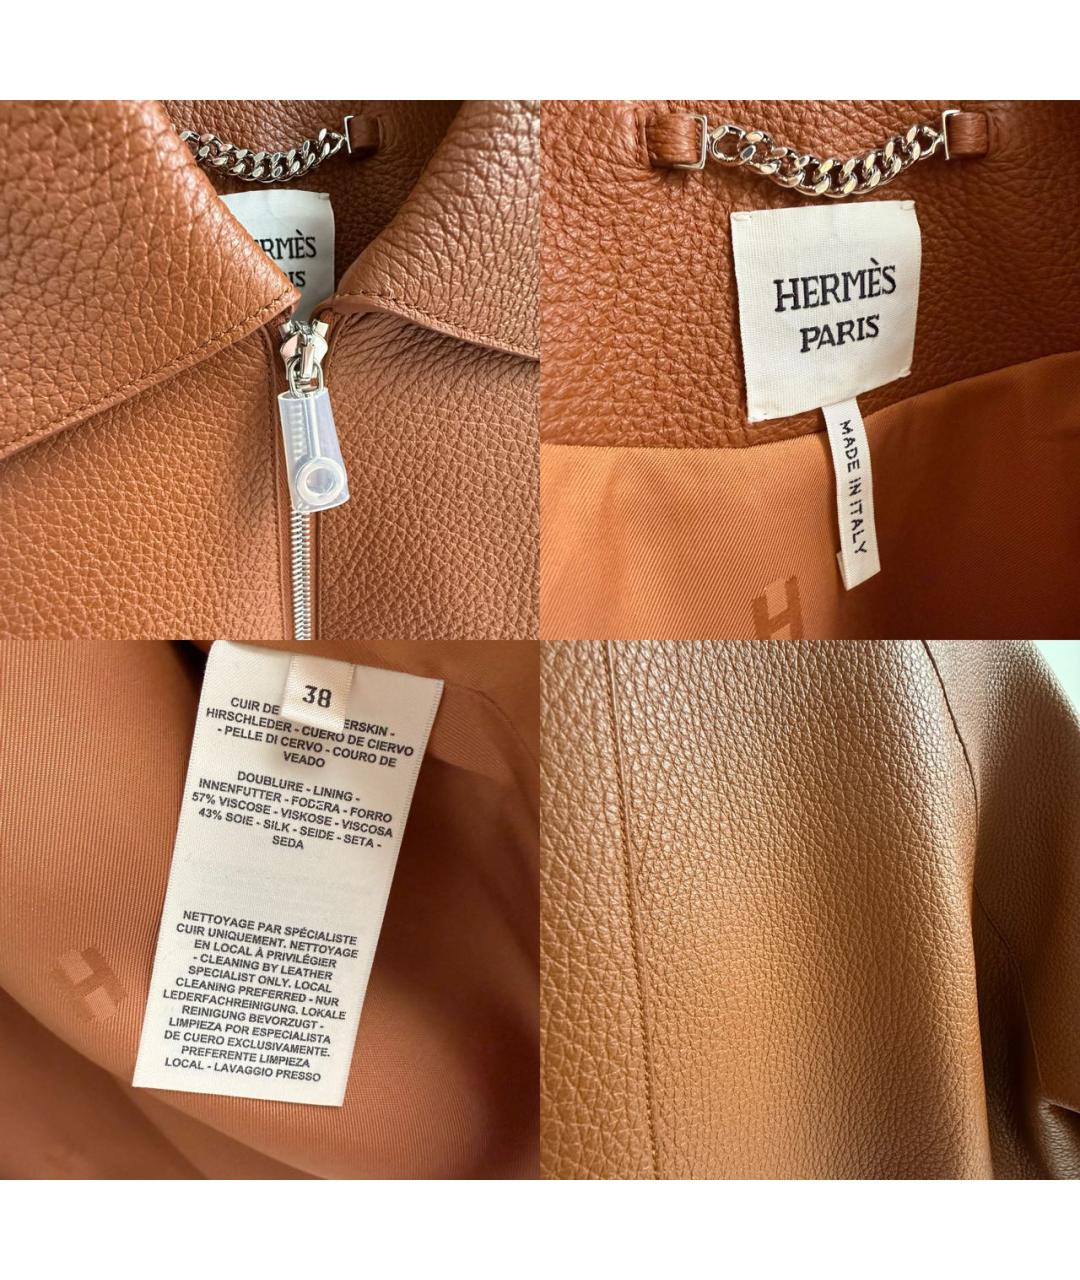 ERMÈS
IS
HERMÈS
PARIS
MADE IN ITALY
H
38
CUIR DE ERSKIN -
HIRSCHLEDER - CUERO DE CIERVO
- PELLE DI CERVO - COURO DE
VEADO
DOUBLURE - LINING -
INNENFUTTER - FODERA - FORRO
57% VISCOSE - VISKOSE - VISCOSA
43% SOIE - SILK - SEIDE - SETA -
SEDA
NETTOYAGE PAR SPÉCIALISTE
CUIR UNIQUEMENT. NETTOYAGE
EN LOCAL À PRIVILÉGIER
- CLEANING BY LEATHER
SPECIALIST ONLY. LOCAL
CLEANING PREFERRED - NUR
LEDERFACHREINIGUNG. LOKALE
REINIGUNG BEVORZUGT -
LIMPIEZA POR ESPECIALISTA
DE CUERO EXCLUSIVAMENTE.
PREFERENTE LIMPIEZA
LOCAL - LAVAGGIO PRESSO
H